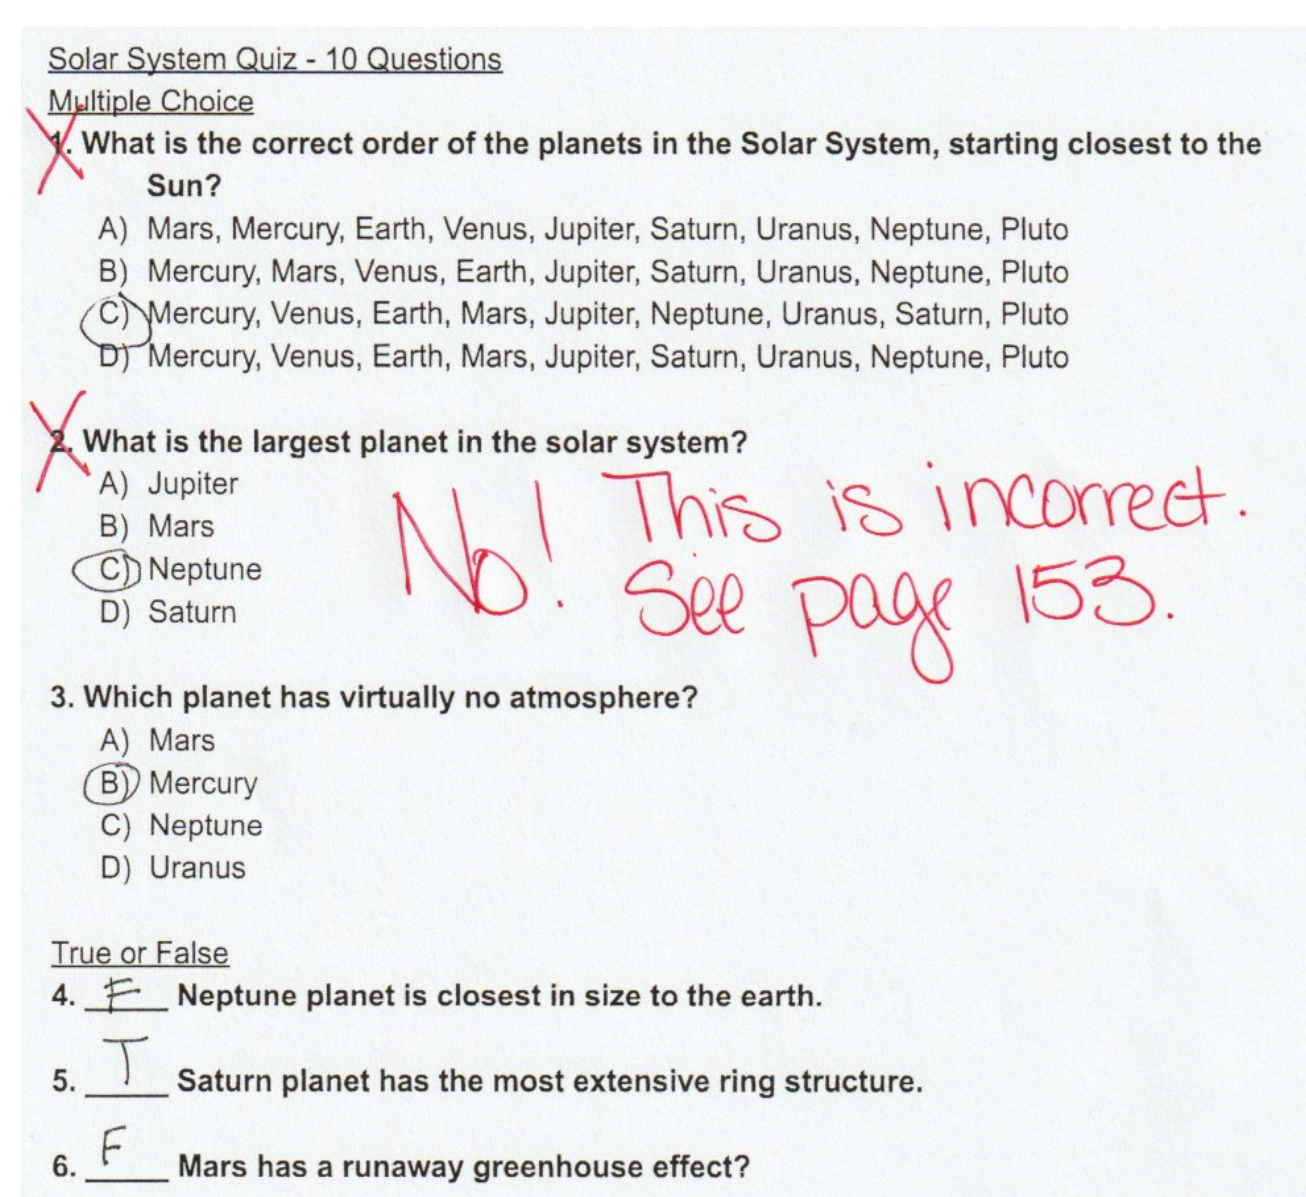 Solar System Quiz - 10 Questions
Multiple Choice
1. What is the correct order of the planets in the Solar System, starting closest to the
Sun?
A) Mars, Mercury, Earth, Venus, Jupiter, Saturn, Uranus, Neptune, Pluto
B) Mercury, Mars, Venus, Earth, Jupiter, Saturn, Uranus, Neptune, Pluto
C) Mercury, Venus, Earth, Mars, Jupiter, Neptune, Uranus, Saturn, Pluto
D) Mercury, Venus, Earth, Mars, Jupiter, Saturn, Uranus, Neptune, Pluto
2. What is the largest planet in the solar system?
A) Jupiter
B) Mars
C) Neptune
D) Saturn
No! This is incorrect.
See page 153.
3. Which planet has virtually no atmosphere?
A) Mars
B) Mercury
C) Neptune
D) Uranus
True or False
4. F Neptune planet is closest in size to the earth.
5. T Saturn planet has the most extensive ring structure.
6. F Mars has a runaway greenhouse effect?